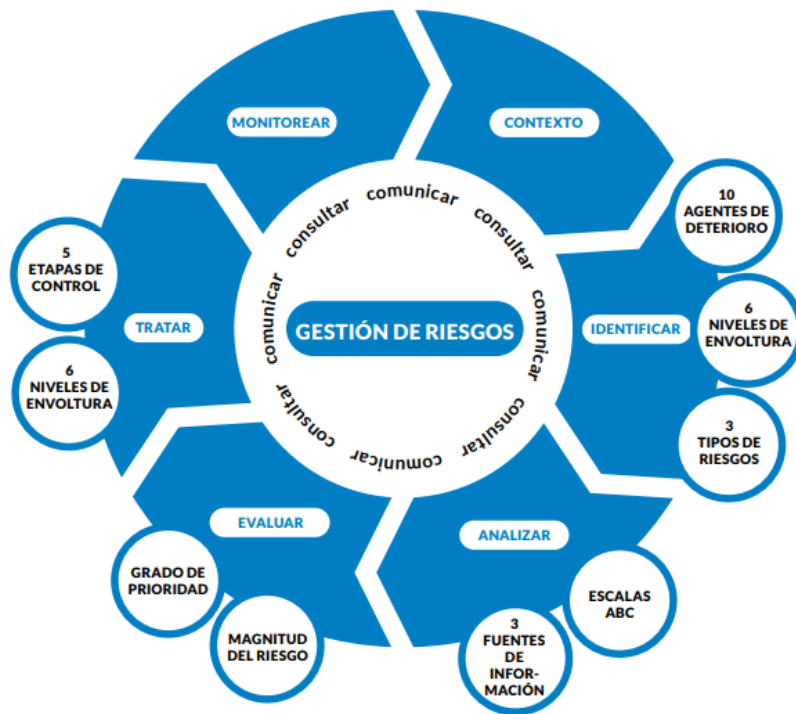 MONITOREAR
CONTEXTO
10
AGENTES DE
DETERIORO
6
NIVELES DE
ENVOLTURA
3
TIPOS DE
RIESGOS
IDENTIFICAR
ANALIZAR
ESCALAS
ABC
3
FUENTES
DE
INFOR-
MACIÓN
EVALUAR
MAGNITUD
DEL RIESGO
GRADO DE
PRIORIDAD
TRATAR
6
NIVELES DE
ENVOLTURA
5
ETAPAS DE
CONTROL
GESTIÓN DE RIESGOS
comunicar consultar comunicar consultar comunicar consultar comunicar consultar